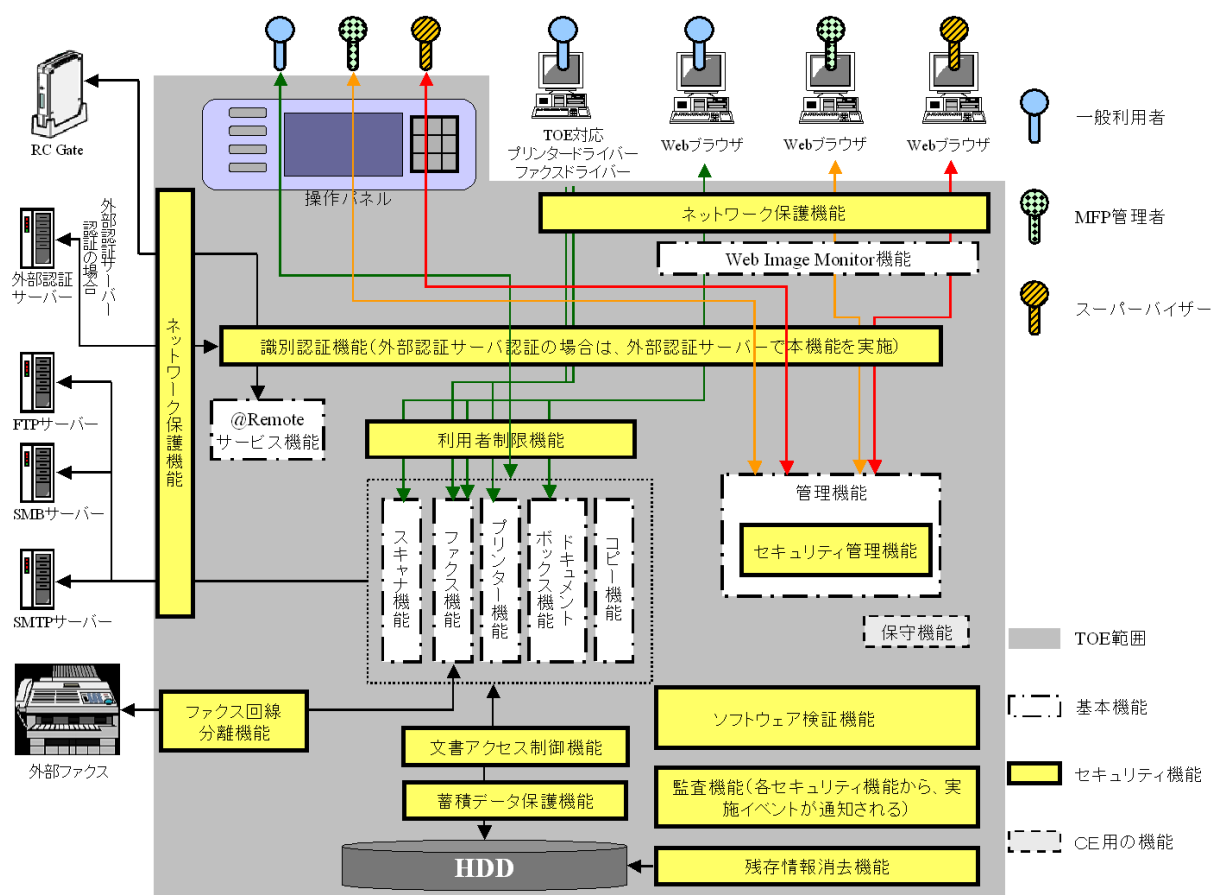 RC Gate
外部認証サーバー
認証の場合
外部認証
サーバー
FTPサーバー
SMBサーバー
SMTPサーバー
外部ファクス
操作パネル
TOE対応
プリンタードライバー
ファクスドライバー
Webブラウザ
Webブラウザ
Webブラウザ
一般利用者
MFP管理者
スーパーバイザー
ネットワーク保護機能
Web Image Monitor機能
ネットワーク保護機能
識別認証機能(外部認証サーバ認証の場合は、外部認証サーバーで本機能を実施)
@Remote
サービス機能
利用者制限機能
スキャナ機能
ファクス機能
プリンター機能
ドキュメント
ボックス機能
コピー機能
管理機能
セキュリティ管理機能
保守機能
ファクス回線
分離機能
文書アクセス制御機能
蓄積データ保護機能
HDD
ソフトウェア検証機能
監査機能(各セキュリティ機能から、実
施イベントが通知される)
残存情報消去機能
TOE範囲
基本機能
セキュリティ機能
CE用の機能